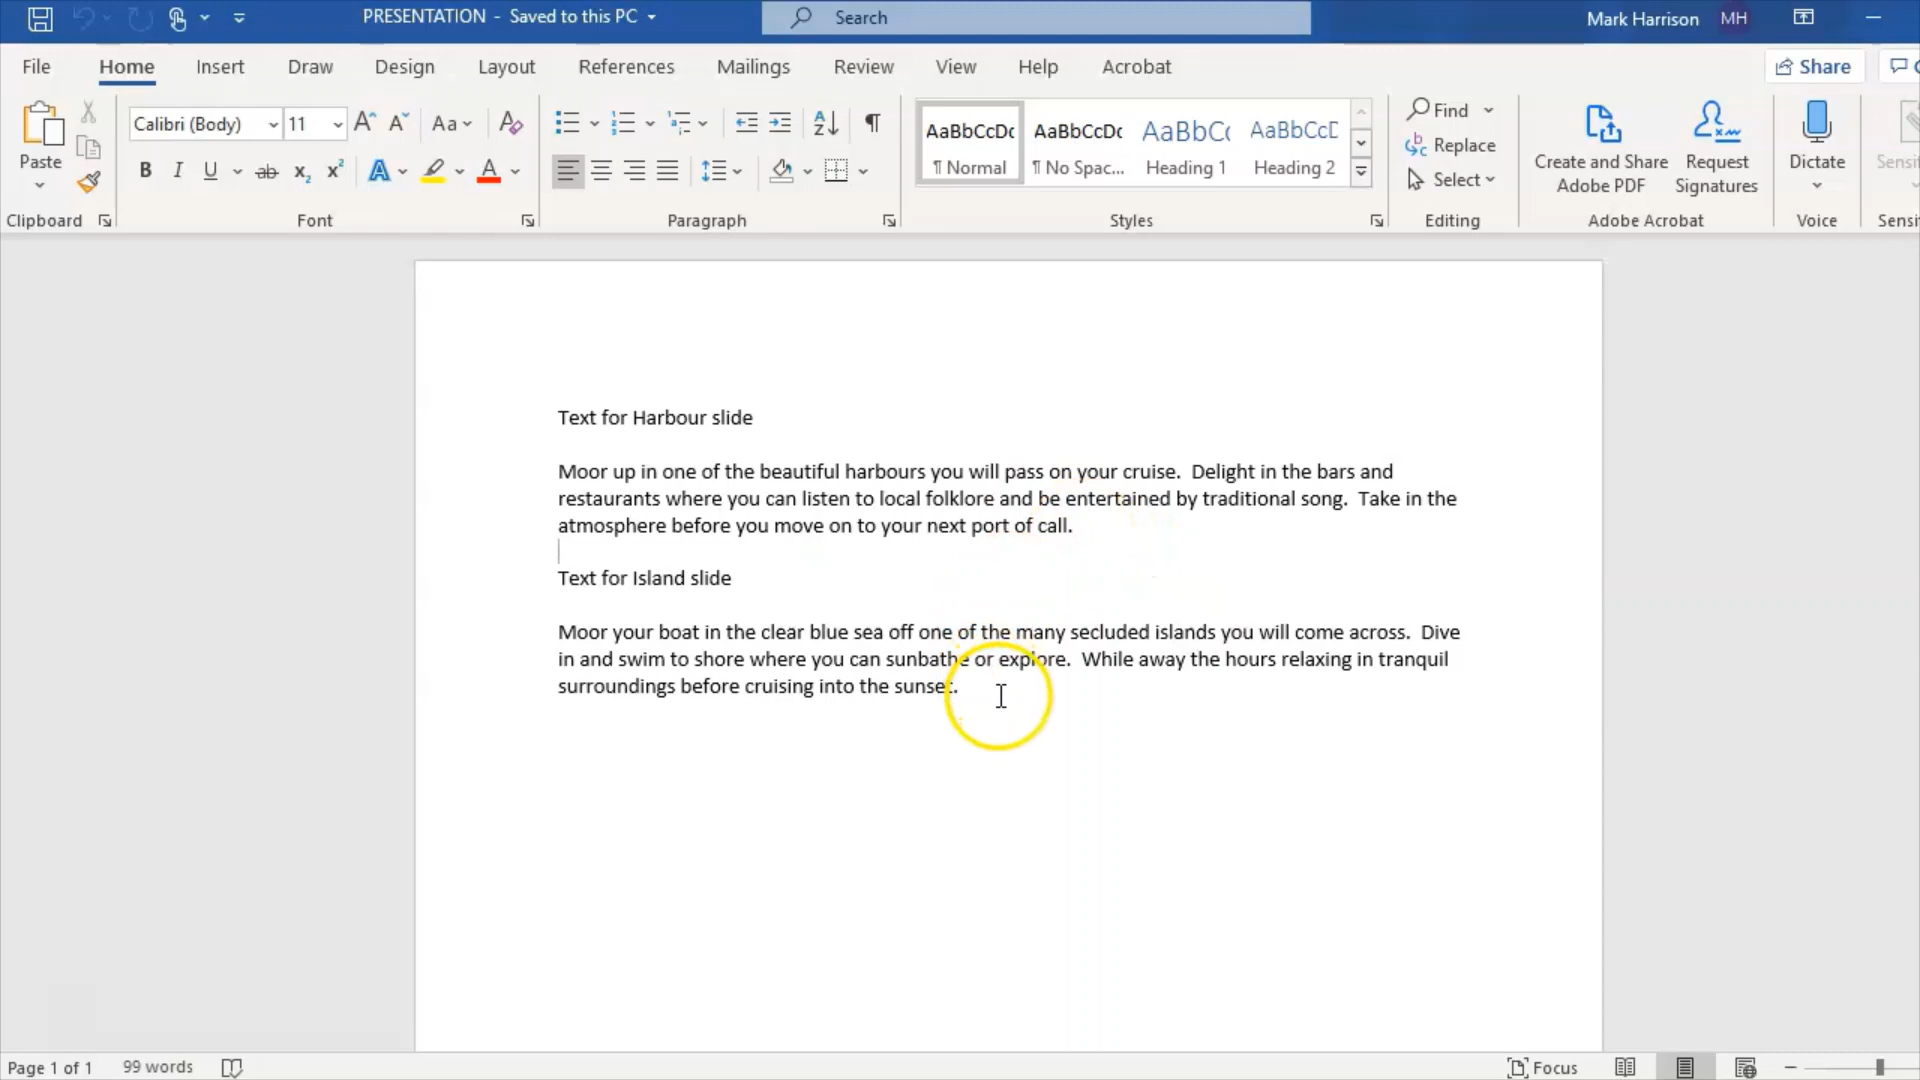 PRESENTATION - Saved to this PC
Search
Mark Harrison MH
File Home Insert Draw Design Layout References Mailings Review View Help Acrobat
Share
Calibri (Body) 11
Aa
AaBbCcDc AaBbCcDc AaBbCc AaBbCcD
Find
Replace
Select
Paste
¶ Normal ¶ No Spac... Heading 1 Heading 2
Create and Share
Adobe PDF
Request
Signatures
Dictate
Clipboard Font Paragraph Styles Editing Adobe Acrobat Voice
Text for Harbour slide
Moor up in one of the beautiful harbours you will pass on your cruise. Delight in the bars and
restaurants where you can listen to local folklore and be entertained by traditional song. Take in the
atmosphere before you move on to your next port of call.
Text for Island slide
Moor your boat in the clear blue sea off one of the many secluded islands you will come across. Dive
in and swim to shore where you can sunbathe or explore. While away the hours relaxing in tranquil
surroundings before cruising into the sunset.
Page 1 of 1 99 words
Focus